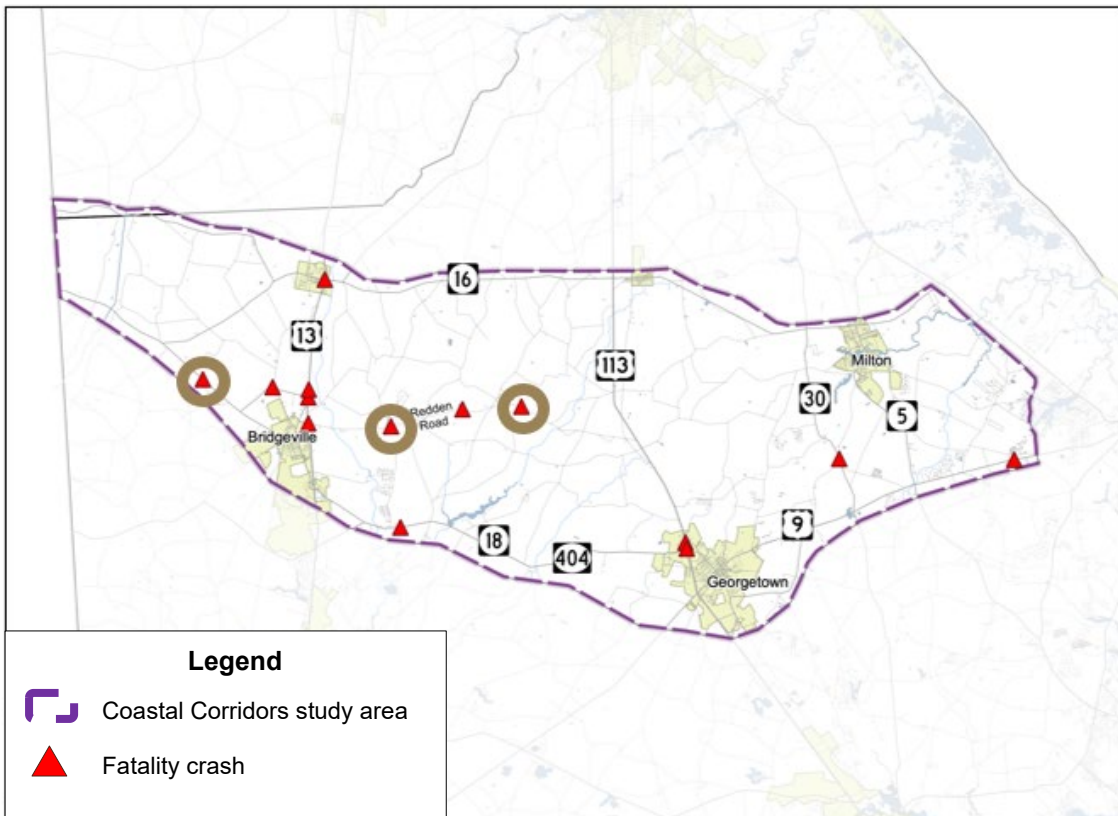 16
13
113
Milton
30
5
Redden
Road
Bridgeville
9
18
404
Georgetown
Legend
Coastal Corridors study area
Fatality crash